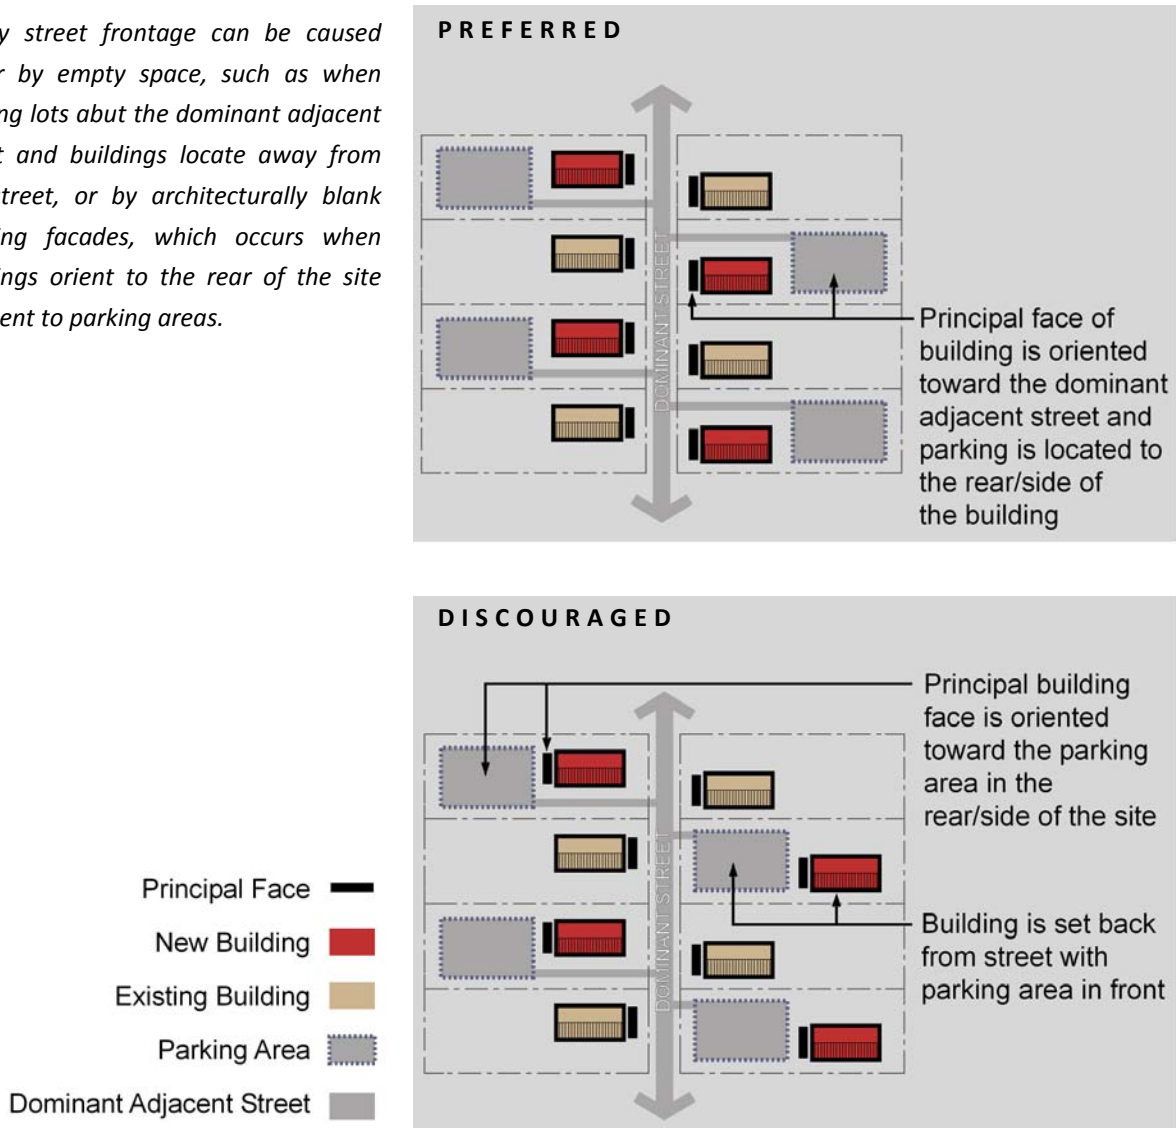 street frontage can be caused
by empty space, such as when
lots abut the dominant adjacent
and buildings locate away from
or by architecturally blank
facades, which occurs when
orient to the rear of the site
to parking areas.
PREFERRED
DOMINANT STREET
Principal face of
building is oriented
toward the dominant
adjacent street and
parking is located to
the rear/side of
the building
DISCOURAGED
DOMINANT STREET
Principal building
face is oriented
toward the parking
area in the
rear/side of the site
Building is set back
from street with
parking area in front
Principal Face
New Building
Existing Building
Parking Area
Dominant Adjacent Street